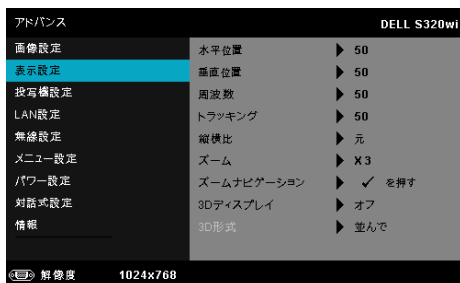 アドバンス DELL S320wi
画像設定
表示設定
投写機設定
LAN設定
無線設定
メニュー設定
パワー設定
対話式設定
情報
水平位置 50
垂直位置 50
周波数 50
トラッキング 50
縦横比 元
ズーム X3
ズームナビゲーション ✓ を押す
3Dディスプレイ オフ
3D形式 並んで
解像度 1024x768